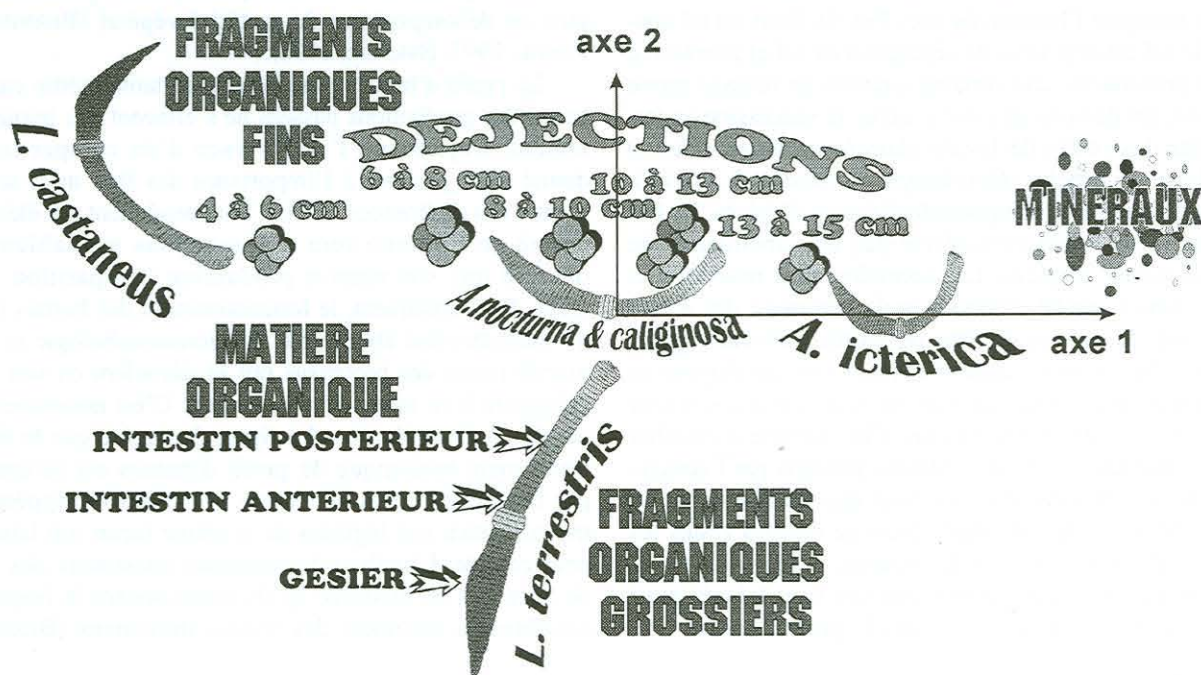 FRAGMENTS
ORGANIQUES
FINS
axe 2
DEJECTIONS
6 à 8 cm
10 à 13 cm
4 à 6 cm
8 à 10 cm
13 à 15 cm
MINERAUX
L. castaneus
A.nocturna & caliginosa
A. icterica
axe 1
MATIERE
ORGANIQUE
INTESTIN POSTERIEUR
INTESTIN ANTERIEUR
GESIER
L. terrestris
FRAGMENTS
ORGANIQUES
GROSSIERS